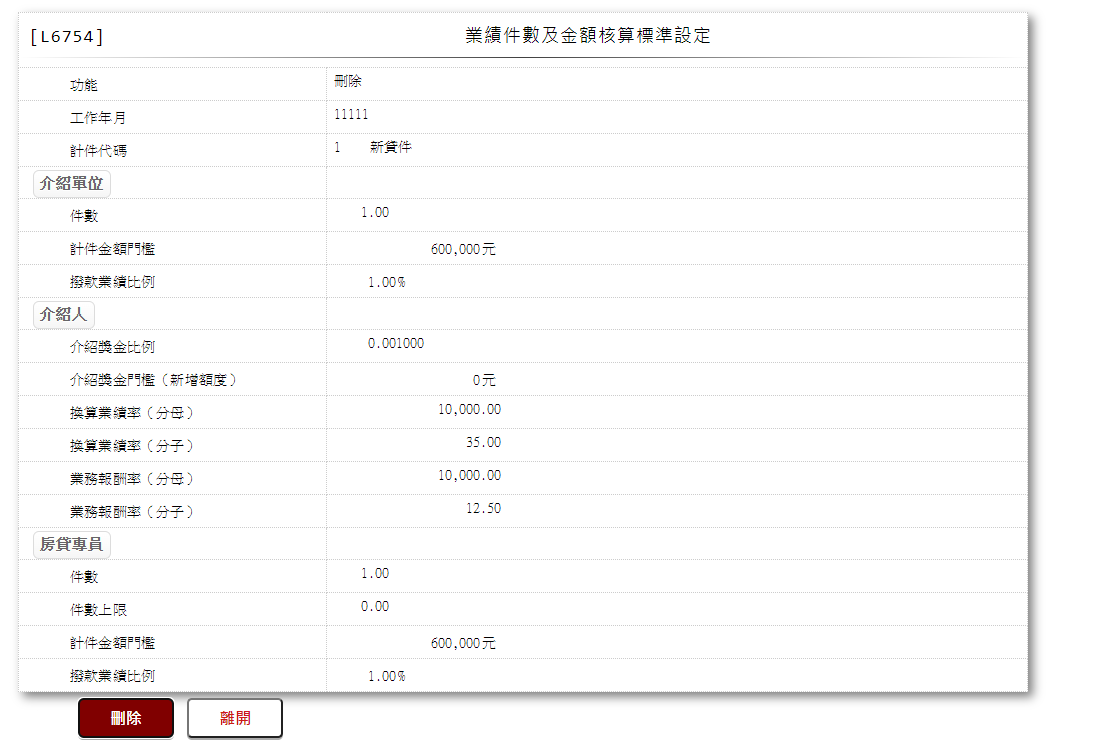 [L6754] 業績件數及金額核算標準設定
功能 刪除
工作年月 11111
計件代碼 1 新貸件
介紹單位
件數 1.00
計件金額門檻 600,000元
撥款業績比例 1.00%
介紹人
介紹獎金比例 0.001000
介紹獎金門檻（新增額度） 0元
換算業績率（分母） 10,000.00
換算業績率（分子） 35.00
業務報酬率（分母） 10,000.00
業務報酬率（分子） 12.50
房貸專員
件數 1.00
件數上限 0.00
計件金額門檻 600,000元
撥款業績比例 1.00%
刪除 離開